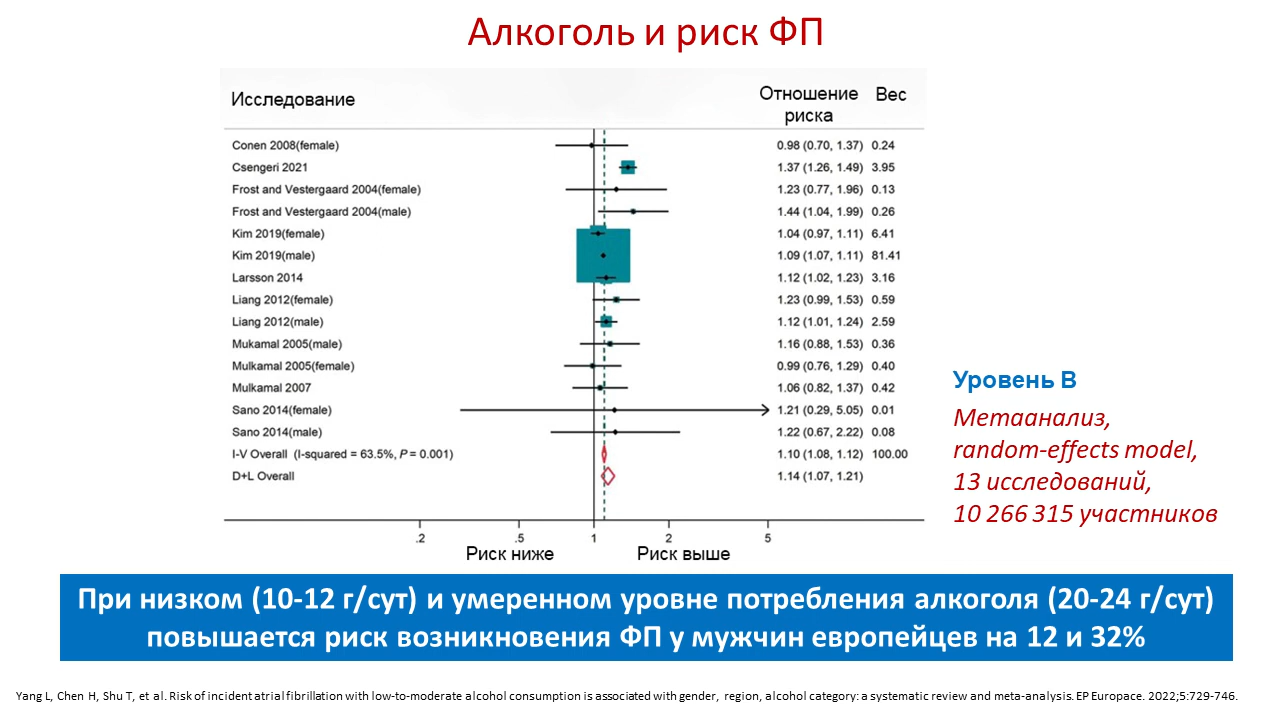 Алкоголь и риск ФП
Исследование Отношение риска Вес
Conen 2008(female) 0.98 (0.70, 1.37) 0.24
Csengeri 2021 1.37 (1.26, 1.49) 3.95
Frost and Vestergaard 2004(female) 1.23 (0.77, 1.96) 0.13
Frost and Vestergaard 2004(male) 1.44 (1.04, 1.99) 0.26
Kim 2019(female) 1.04 (0.97, 1.11) 6.41
Kim 2019(male) 1.09 (1.07, 1.11) 81.41
Larsson 2014 1.12 (1.02, 1.23) 3.16
Liang 2012(female) 1.23 (0.99, 1.53) 0.59
Liang 2012(male) 1.12 (1.01, 1.24) 2.59
Mukamal 2005(male) 1.16 (0.88, 1.53) 0.36
Mulkamal 2005(female) 0.99 (0.76, 1.29) 0.40
Mulkamal 2007 1.06 (0.82, 1.37) 0.42
Sano 2014(female) 1.21 (0.29, 5.05) 0.01
Sano 2014(male) 1.22 (0.67, 2.22) 0.08
I-V Overall (I-squared = 63.5%, P = 0.001) 1.10 (1.08, 1.12) 100.00
D+L Overall 1.14 (1.07, 1.21)
.2 .5 1 2 5
Риск ниже Риск выше
Уровень В
Метаанализ,
random-effects model,
13 исследований,
10 266 315 участников
При низком (10-12 г/сут) и умеренном уровне потребления алкоголя (20-24 г/сут)
повышается риск возникновения ФП у мужчин европейцев на 12 и 32%
Yang L, Chen H, Shu T, et al. Risk of incident atrial fibrillation with low-to-moderate alcohol consumption is associated with gender, region, alcohol category: a systematic review and meta-analysis. EP Europace. 2022;5:729-746.